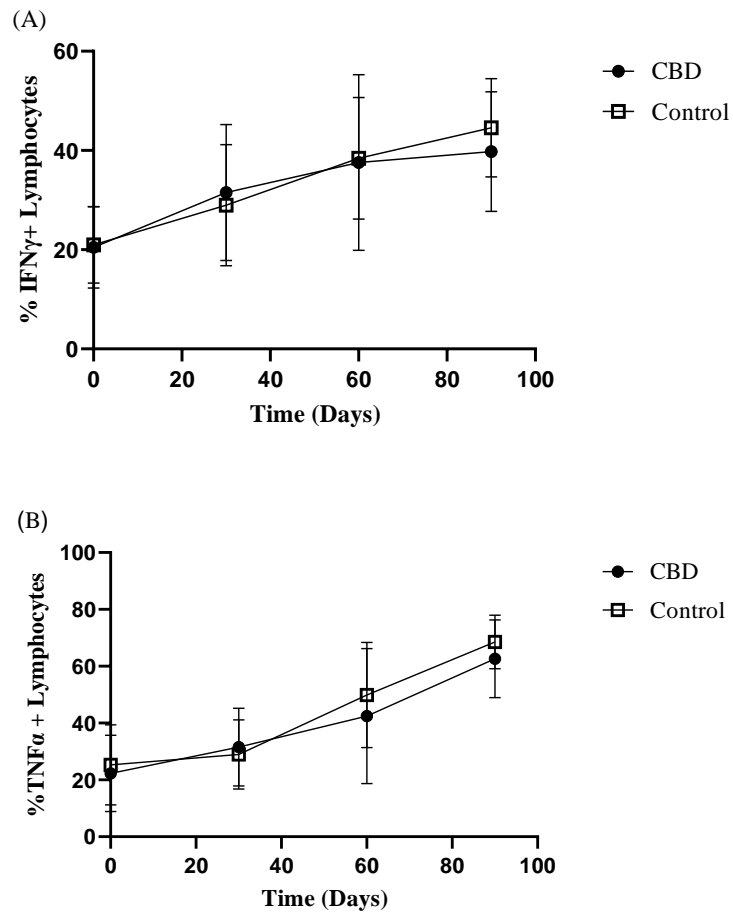 (A)
60
40
20
0
% IFNγ+ Lymphocytes
0 20 40 60 80 100
Time (Days)
CBD
Control
(B)
100
80
60
40
20
0
%TNFα + Lymphocytes
0 20 40 60 80 100
Time (Days)
CBD
Control